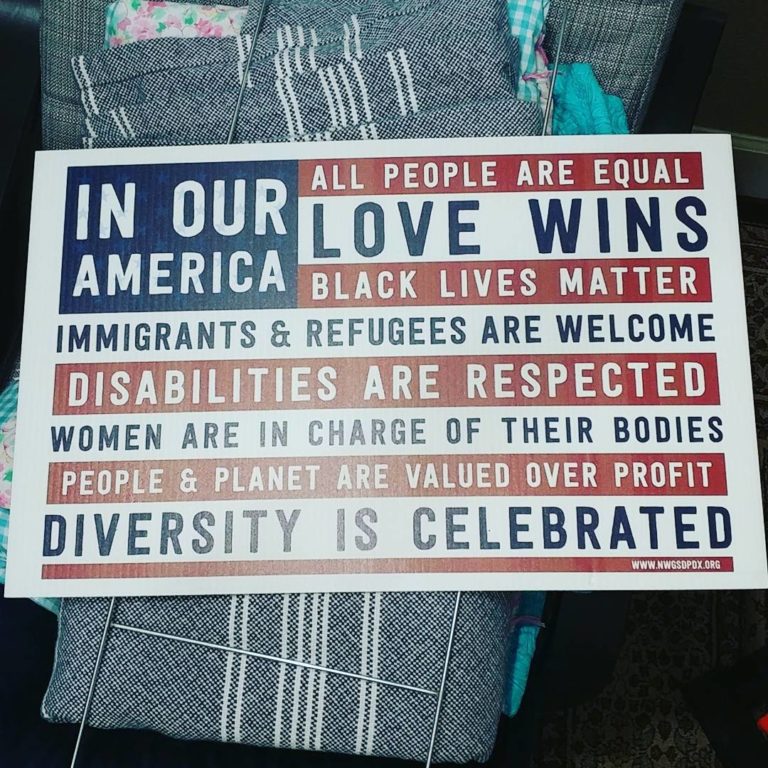 IN OUR
AMERICA
ALL PEOPLE ARE EQUAL
LOVE WINS
BLACK LIVES MATTER
IMMIGRANTS & REFUGEES ARE WELCOME
DISABILITIES ARE RESPECTED
WOMEN ARE IN CHARGE OF THEIR BODIES
PEOPLE & PLANET ARE VALUED OVER PROFIT
DIVERSITY IS CELEBRATED
WWW.NWGSDPDX.ORG